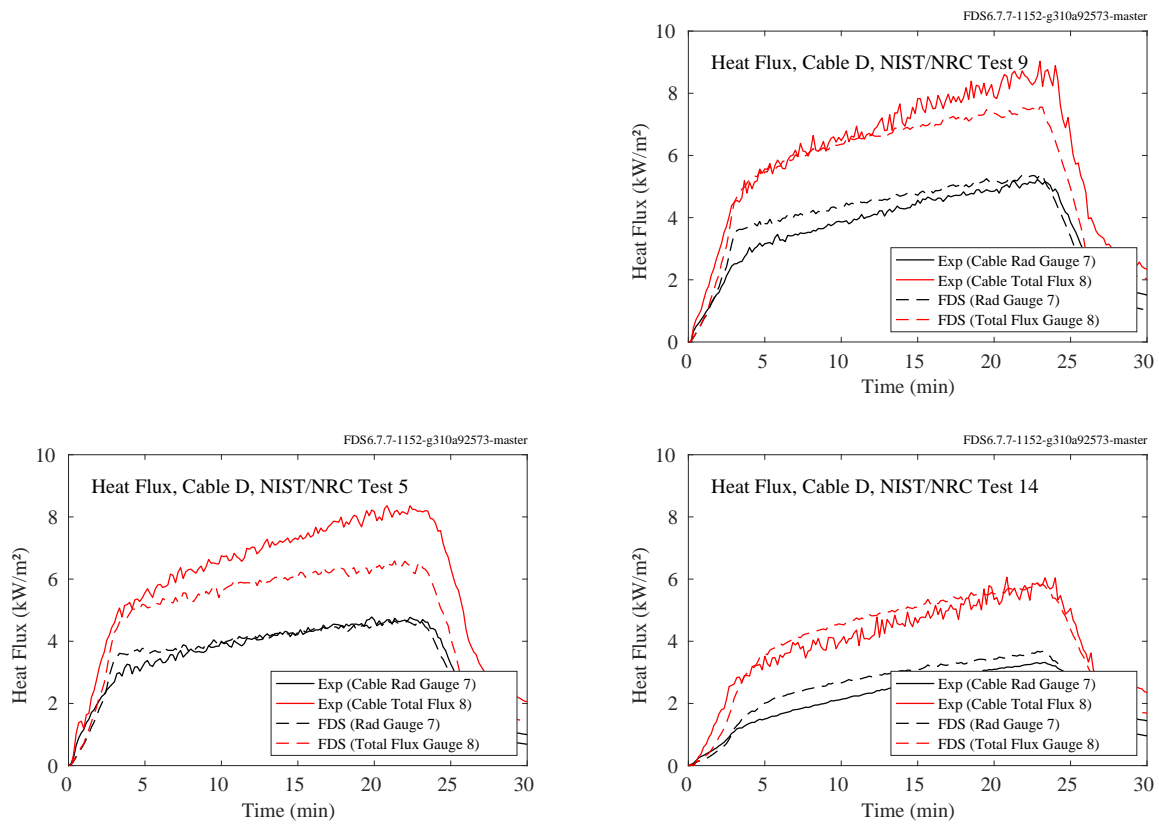 FDS6.7.7-1152-g310a92573-master
Heat Flux, Cable D, NIST/NRC Test 9
10
8
6
4
2
0
Heat Flux (kW/m²)
Exp (Cable Rad Gauge 7)
Exp (Cable Total Flux 8)
FDS (Rad Gauge 7)
FDS (Total Flux Gauge 8)
0 5 10 15 20 25 30
Time (min)
FDS6.7.7-1152-g310a92573-master
Heat Flux, Cable D, NIST/NRC Test 5
10
8
6
4
2
0
Heat Flux (kW/m²)
Exp (Cable Rad Gauge 7)
Exp (Cable Total Flux 8)
FDS (Rad Gauge 7)
FDS (Total Flux Gauge 8)
0 5 10 15 20 25 30
Time (min)
FDS6.7.7-1152-g310a92573-master
Heat Flux, Cable D, NIST/NRC Test 14
10
8
6
4
2
0
Heat Flux (kW/m²)
Exp (Cable Rad Gauge 7)
Exp (Cable Total Flux 8)
FDS (Rad Gauge 7)
FDS (Total Flux Gauge 8)
0 5 10 15 20 25 30
Time (min)